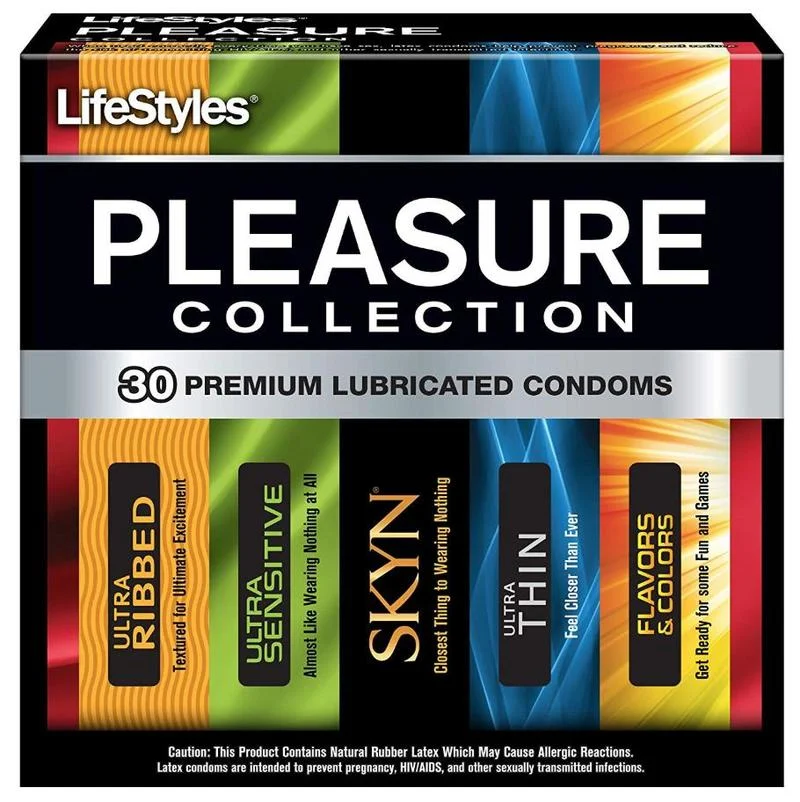 LifeStyles™
PLEASURE
COLLECTION
LifeStyles®
PLEASURE
COLLECTION
30 PREMIUM LUBRICATED CONDOMS
ULTRA
RIBBED
Textured for Ultimate Excitement
ULTRA
SENSITIVE
Almost Like Wearing Nothing at All
SKYN®
Closest Thing to Wearing Nothing
ULTRA
THIN
Feel Closer Than Ever
FLAVORS
& COLORS
Get Ready for some Fun and Games
Caution: This Product Contains Natural Rubber Latex Which May Cause Allergic Reactions.
Latex condoms are intended to prevent pregnancy, HIV/AIDS, and other sexually transmitted infections.